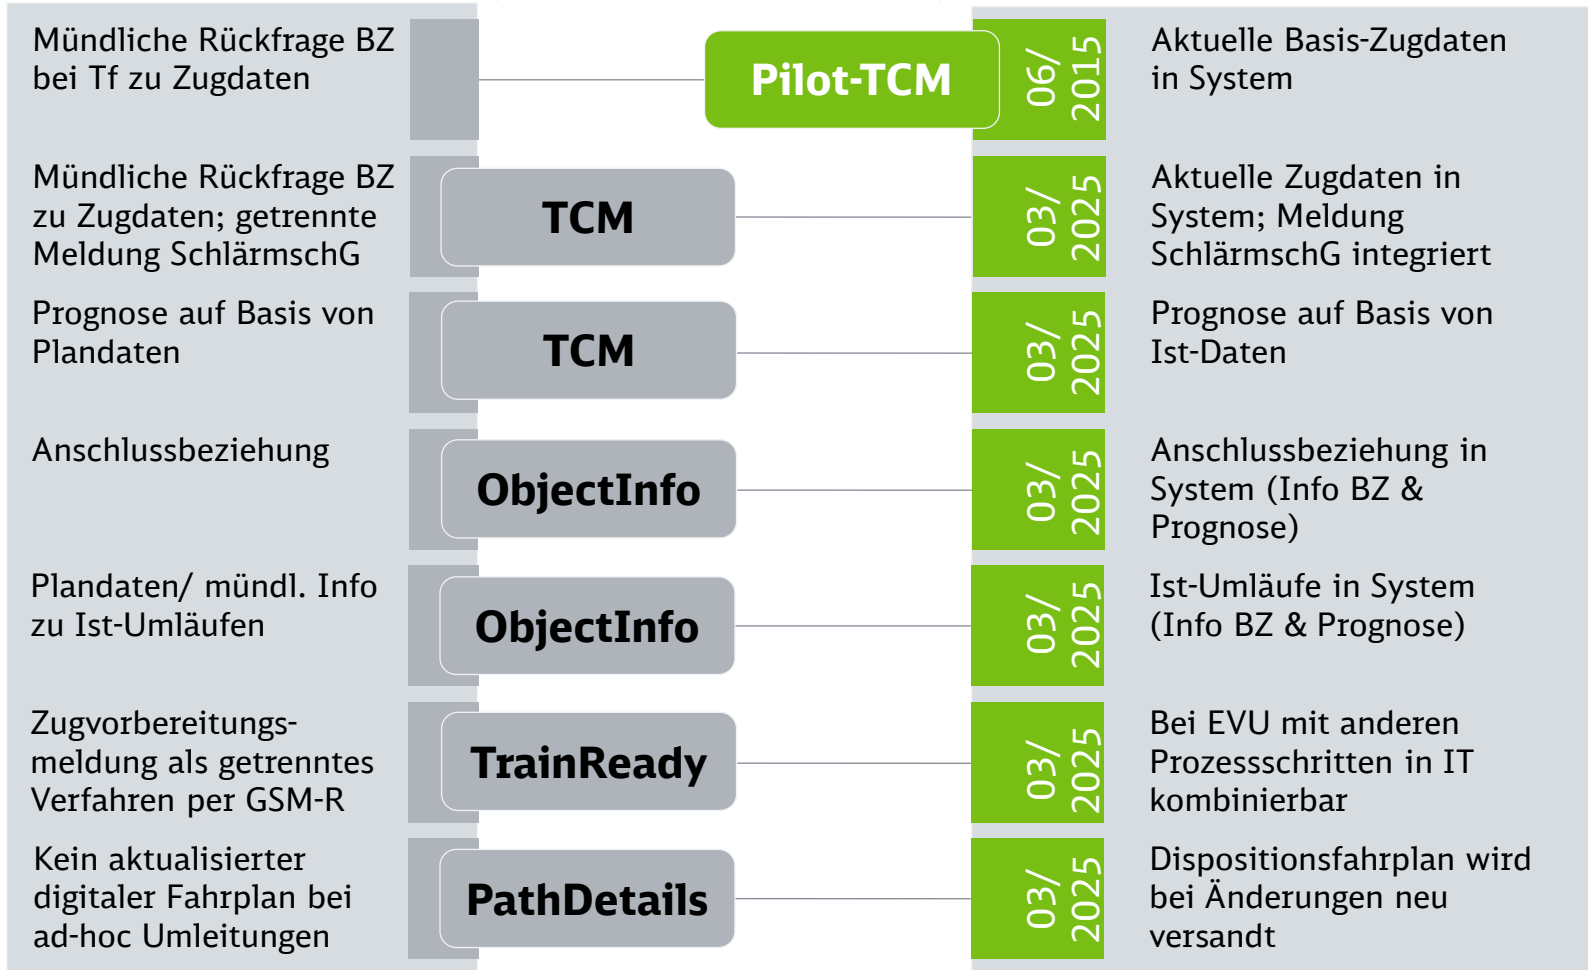 Mündliche Rückfrage BZ
bei Tf zu Zugdaten
Pilot-TCM
06/
2015
Aktuelle Basis-Zugdaten
in System
Mündliche Rückfrage BZ
zu Zugdaten; getrennte
Meldung SchlärmschG
TCM
03/
2025
Aktuelle Zugdaten in
System; Meldung
SchlärmschG integriert
Prognose auf Basis von
Plandaten
TCM
03/
2025
Prognose auf Basis von
Ist-Daten
Anschlussbeziehung
ObjectInfo
03/
2025
Anschlussbeziehung in
System (Info BZ &
Prognose)
Plandaten/ mündl. Info
zu Ist-Umläufen
ObjectInfo
03/
2025
Ist-Umläufe in System
(Info BZ & Prognose)
Zugvorbereitungs-
meldung als getrenntes
Verfahren per GSM-R
TrainReady
03/
2025
Bei EVU mit anderen
Prozessschritten in IT
kombinierbar
Kein aktualisierter
digitaler Fahrplan bei
ad-hoc Umleitungen
PathDetails
03/
2025
Dispositionsfahrplan wird
bei Änderungen neu
versandt